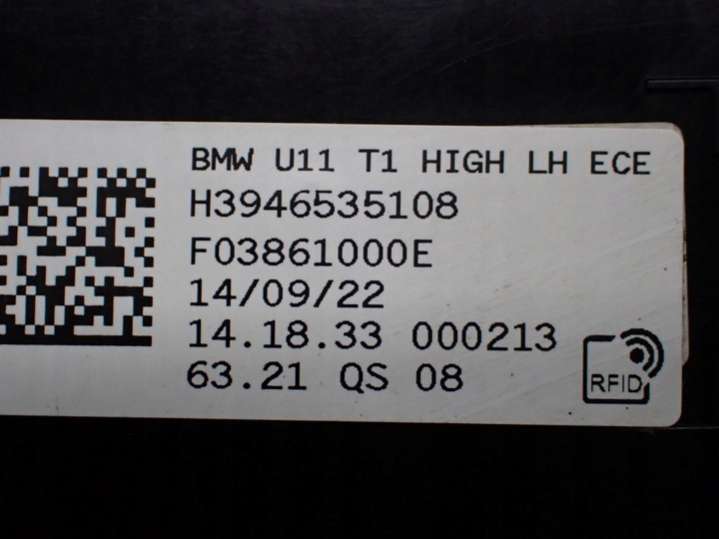 BMW U11 T1 HIGH LH ECE
H3946535108
F03861000E
14/09/22
14.18.33 000213
63.21 QS 08
RFID